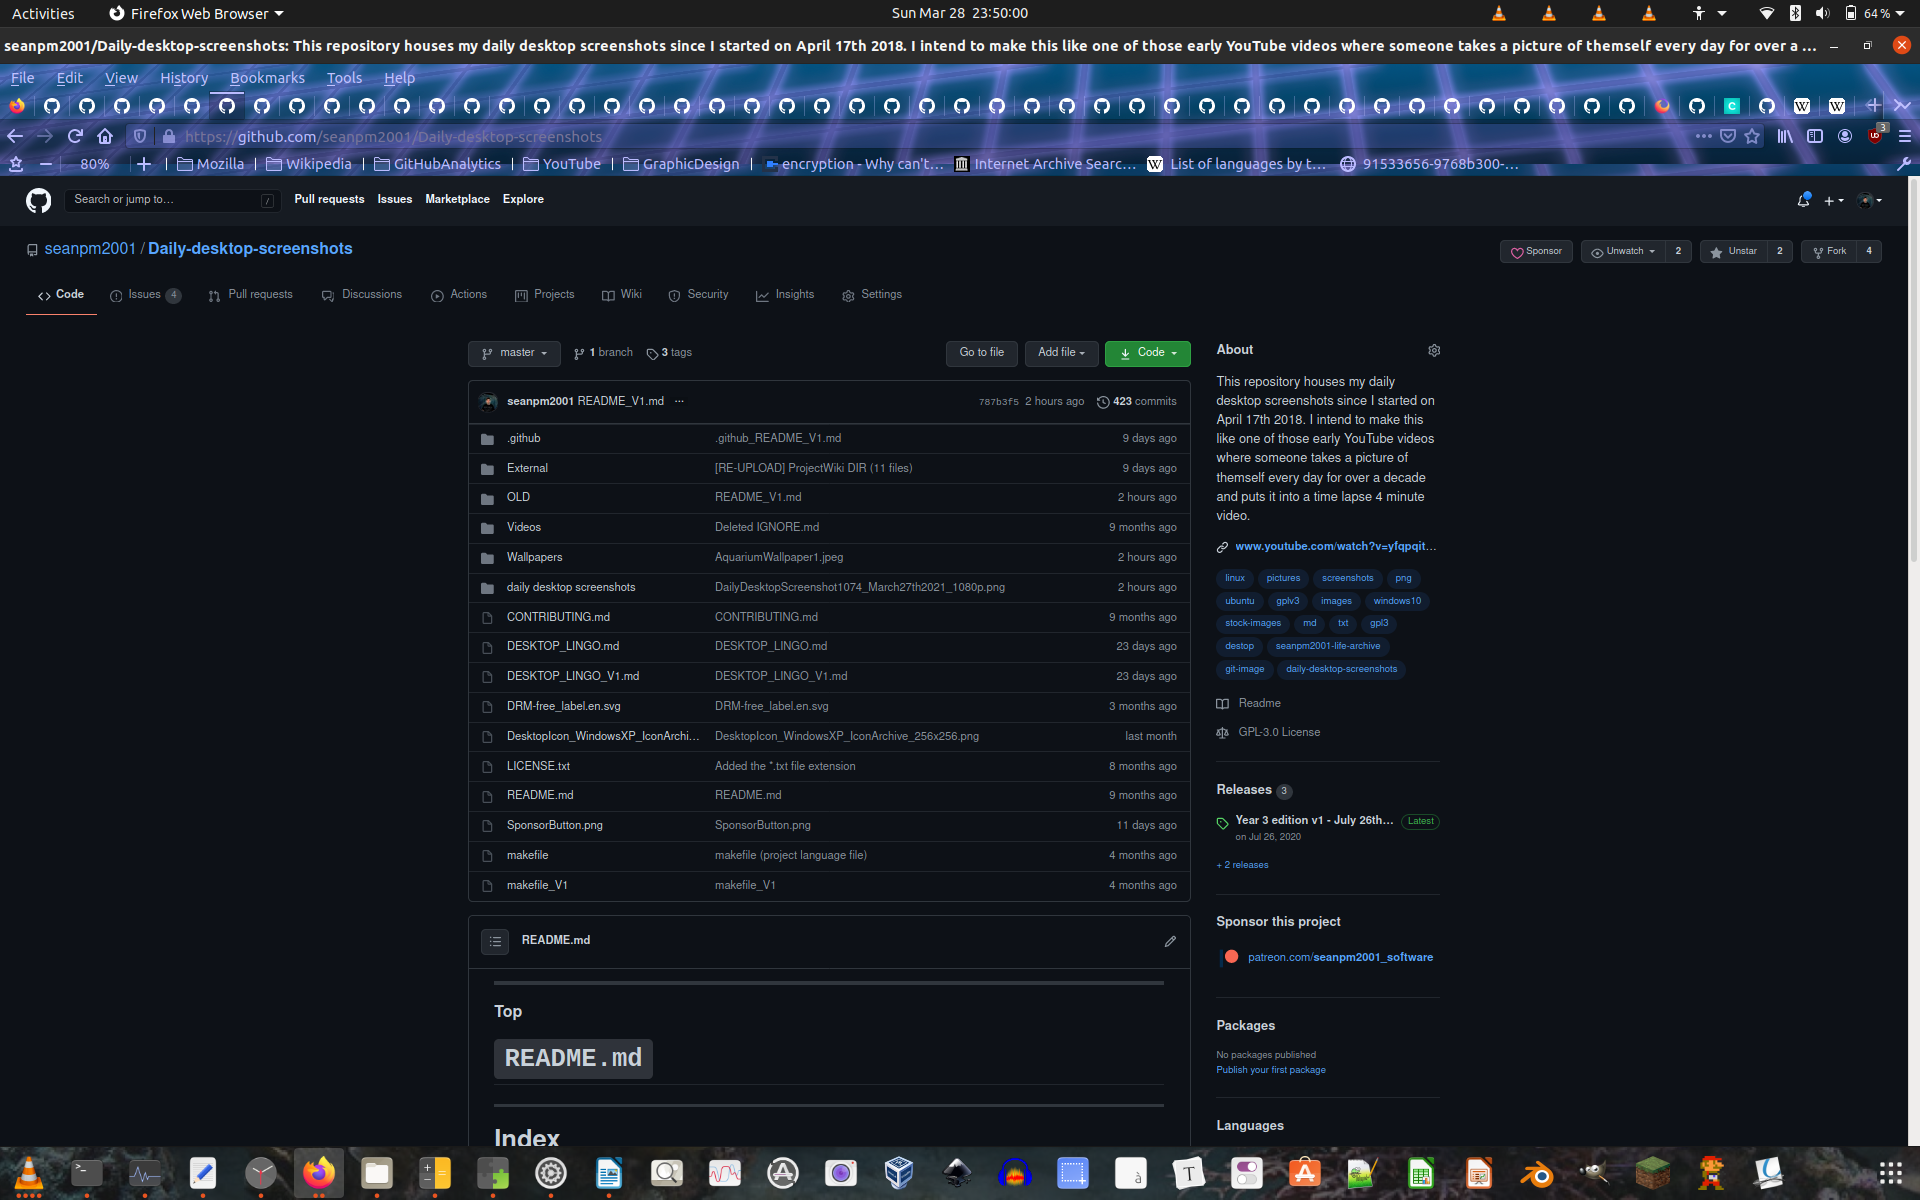 Activities
Firefox Web Browser
Sun Mar 28 23:50:00
64 %
seanpm2001/Daily-desktop-screenshots: This repository houses my daily desktop screenshots since I started on April 17th 2018. I intend to make this like one of those early YouTube videos where someone takes a picture of themself every day for over a ...
File Edit View History Bookmarks Tools Help
https://github.com/seanpm2001/Daily-desktop-screenshots
3
80%
Mozilla
Wikipedia
GitHubAnalytics
YouTube
GraphicDesign
encryption - Why can't...
Internet Archive Searc...
List of languages by t...
91533656-9768b300-...
Search or jump to...
/
Pull requests Issues Marketplace Explore
seanpm2001 / Daily-desktop-screenshots
Sponsor
Unwatch 2
Unstar 2
Fork 4
Code
Issues 4
Pull requests
Discussions
Actions
Projects
Wiki
Security
Insights
Settings
master
1 branch
3 tags
Go to file
Add file
Code
seanpm2001 README_V1.md ...
787b3f5 2 hours ago
423 commits
.github .github_README_V1.md 9 days ago
External [RE-UPLOAD] ProjectWiki DIR (11 files) 9 days ago
OLD README_V1.md 2 hours ago
Videos Deleted IGNORE.md 9 months ago
Wallpapers AquariumWallpaper1.jpeg 2 hours ago
daily desktop screenshots DailyDesktopScreenshot1074_March27th2021_1080p.png 2 hours ago
CONTRIBUTING.md CONTRIBUTING.md 9 months ago
DESKTOP_LINGO.md DESKTOP_LINGO.md 23 days ago
DESKTOP_LINGO_V1.md DESKTOP_LINGO_V1.md 23 days ago
DRM-free_label.en.svg DRM-free_label.en.svg 3 months ago
DesktopIcon_WindowsXP_IconArchi... DesktopIcon_WindowsXP_IconArchive_256x256.png last month
LICENSE.txt Added the *.txt file extension 8 months ago
README.md README.md 9 months ago
SponsorButton.png SponsorButton.png 11 days ago
makefile makefile (project language file) 4 months ago
makefile_V1 makefile_V1 4 months ago
README.md
Top
README.md
Index
About
This repository houses my daily
desktop screenshots since I started on
April 17th 2018. I intend to make this
like one of those early YouTube videos
where someone takes a picture of
themself every day for over a decade
and puts it into a time lapse 4 minute
video.
www.youtube.com/watch?v=yfqpqit...
linux pictures screenshots png
ubuntu gplv3 images windows10
stock-images md txt gpl3
destop seanpm2001-life-archive
git-image daily-desktop-screenshots
Readme
GPL-3.0 License
Releases 3
Year 3 edition v1 - July 26th... Latest
on Jul 26, 2020
+ 2 releases
Sponsor this project
patreon.com/seanpm2001_software
Packages
No packages published
Publish your first package
Languages